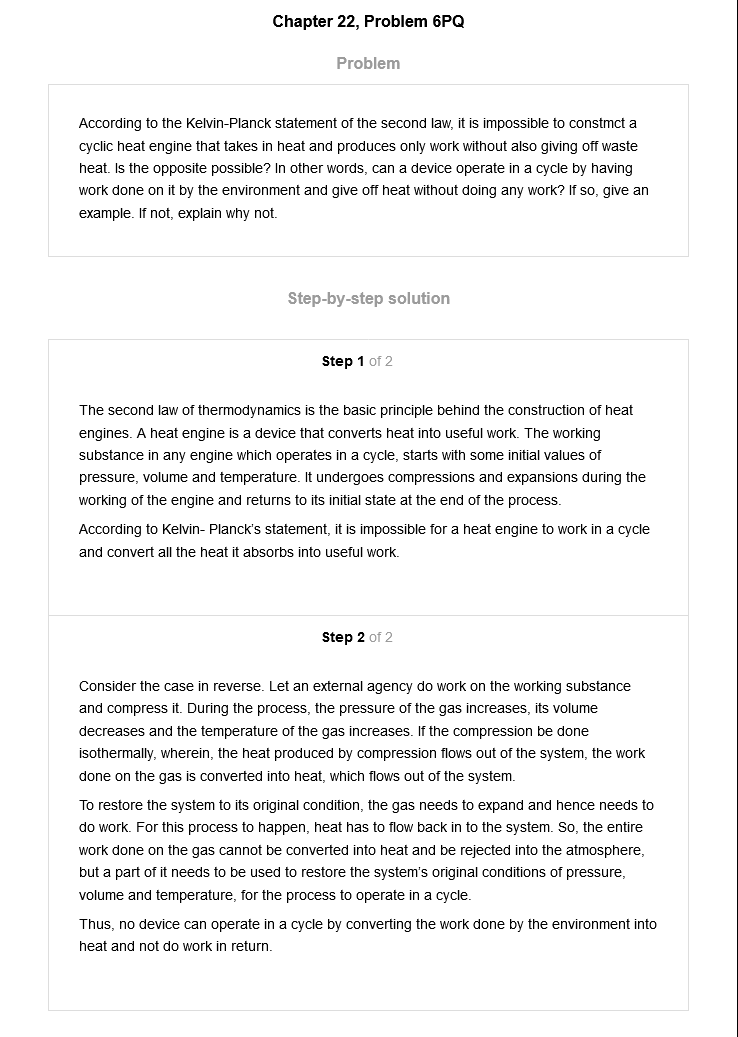 Chapter 22, Problem 6PQ
Problem
According to the Kelvin-Planck statement of the second law, it is impossible to constmct a
cyclic heat engine that takes in heat and produces only work without also giving off waste
heat. Is the opposite possible? In other words, can a device operate in a cycle by having
work done on it by the environment and give off heat without doing any work? If so, give an
example. If not, explain why not.
Step-by-step solution
Step 1 of 2
The second law of thermodynamics is the basic principle behind the construction of heat
engines. A heat engine is a device that converts heat into useful work. The working
substance in any engine which operates in a cycle, starts with some initial values of
pressure, volume and temperature. It undergoes compressions and expansions during the
working of the engine and returns to its initial state at the end of the process.
According to Kelvin- Planck's statement, it is impossible for a heat engine to work in a cycle
and convert all the heat it absorbs into useful work.
Step 2 of 2
Consider the case in reverse. Let an external agency do work on the working substance
and compress it. During the process, the pressure of the gas increases, its volume
decreases and the temperature of the gas increases. If the compression be done
isothermally, wherein, the heat produced by compression flows out of the system, the work
done on the gas is converted into heat, which flows out of the system.
To restore the system to its original condition, the gas needs to expand and hence needs to
do work. For this process to happen, heat has to flow back in to the system. So, the entire
work done on the gas cannot be converted into heat and be rejected into the atmosphere,
but a part of it needs to be used to restore the system's original conditions of pressure,
volume and temperature, for the process to operate in a cycle.
Thus, no device can operate in a cycle by converting the work done by the environment into
heat and not do work in return.